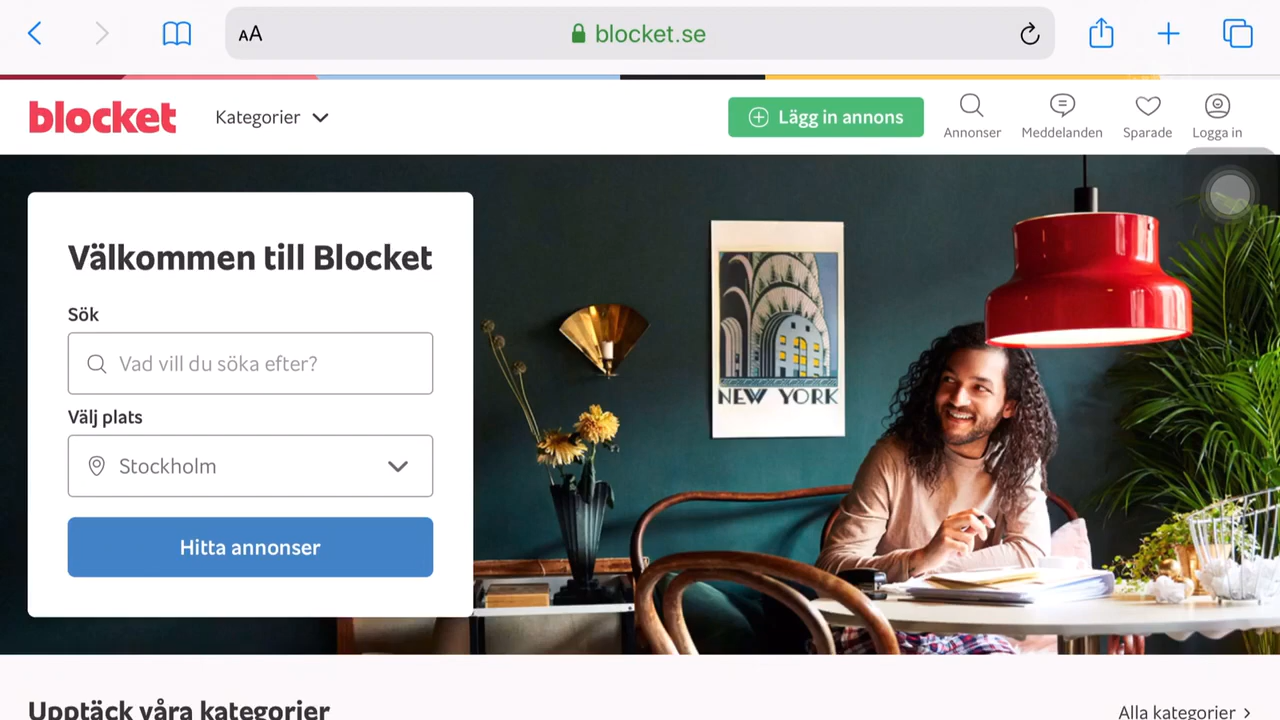 AA
blocket.se
blocket
Kategorier
Lägg in annons
Annonser
Meddelanden
Sparade
Logga in
Välkommen till Blocket
Sök
Vad vill du söka efter?
Välj plats
Stockholm
Hitta annonser
NEW YORK
Upptäck våra kategorier
Alla kategorier